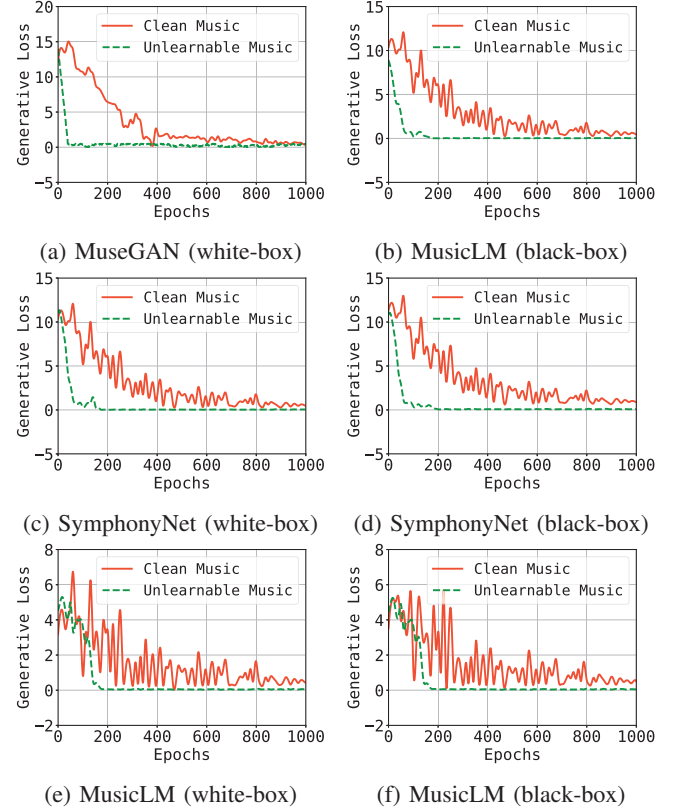 20
15
10
5
0
−5
Generative Loss
Clean Music
Unlearnable Music
0 200 400 600 800 1000
Epochs
(a) MuseGAN (white-box)
15
10
5
0
−5
Generative Loss
Clean Music
Unlearnable Music
0 200 400 600 800 1000
Epochs
(b) MusicLM (black-box)
15
10
5
0
−5
Generative Loss
Clean Music
Unlearnable Music
0 200 400 600 800 1000
Epochs
(c) SymphonyNet (white-box)
15
10
5
0
−5
Generative Loss
Clean Music
Unlearnable Music
0 200 400 600 800 1000
Epochs
(d) SymphonyNet (black-box)
8
6
4
2
0
−2
Generative Loss
Clean Music
Unlearnable Music
0 200 400 600 800 1000
Epochs
(e) MusicLM (white-box)
8
6
4
2
0
−2
Generative Loss
Clean Music
Unlearnable Music
0 200 400 600 800 1000
Epochs
(f) MusicLM (black-box)